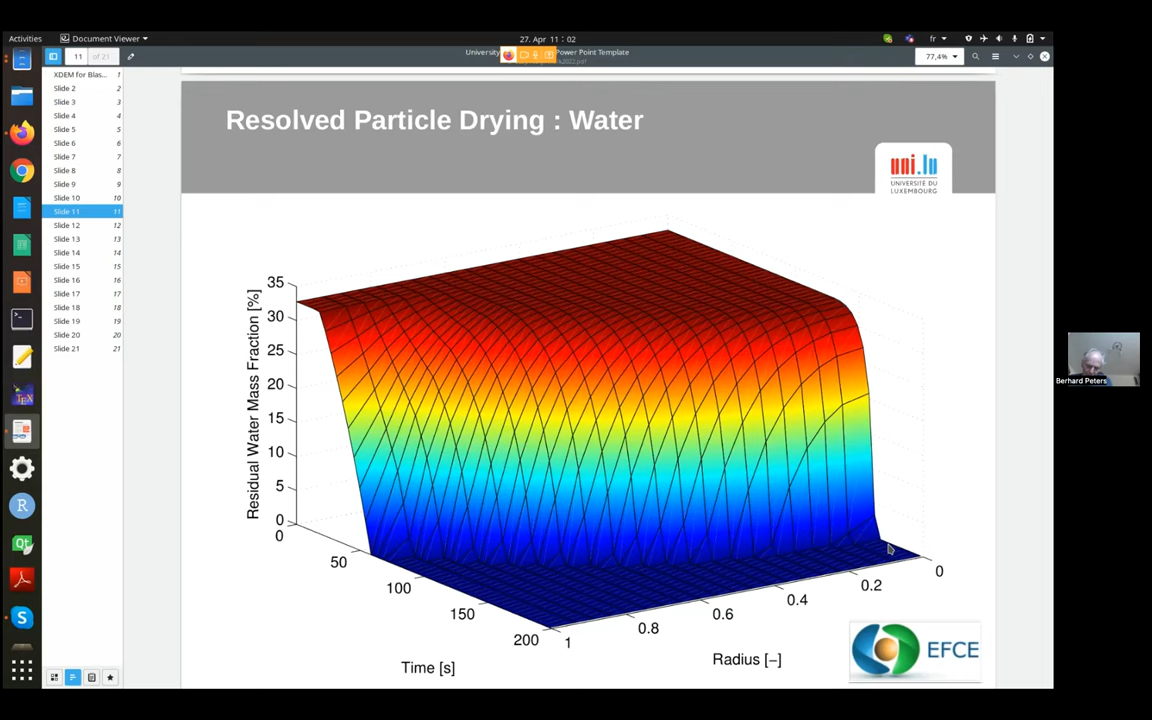 Activities
Document Viewer
27. Apr 11 : 02
fr
11
of 21
University
Power Point Template
77,4%
XDEM for Blas... 1
Slide 2 2
Slide 3 3
Slide 4 4
Slide 5 5
Slide 6 6
Slide 7 7
Slide 8 8
Slide 9 9
Slide 10 10
Slide 11 11
Slide 12 12
Slide 13 13
Slide 14 14
Slide 15 15
Slide 16 16
Slide 17 17
Slide 18 18
Slide 19 19
Slide 20 20
Slide 21 21
Resolved Particle Drying : Water
uni.lu
UNIVERSITÉ DU
LUXEMBOURG
Residual Water Mass Fraction [%]
35
30
25
20
15
10
5
0
0
50
100
150
200
Time [s]
1
0.8
0.6
0.4
0.2
0
Radius [−]
EFCE
Berhard Peters